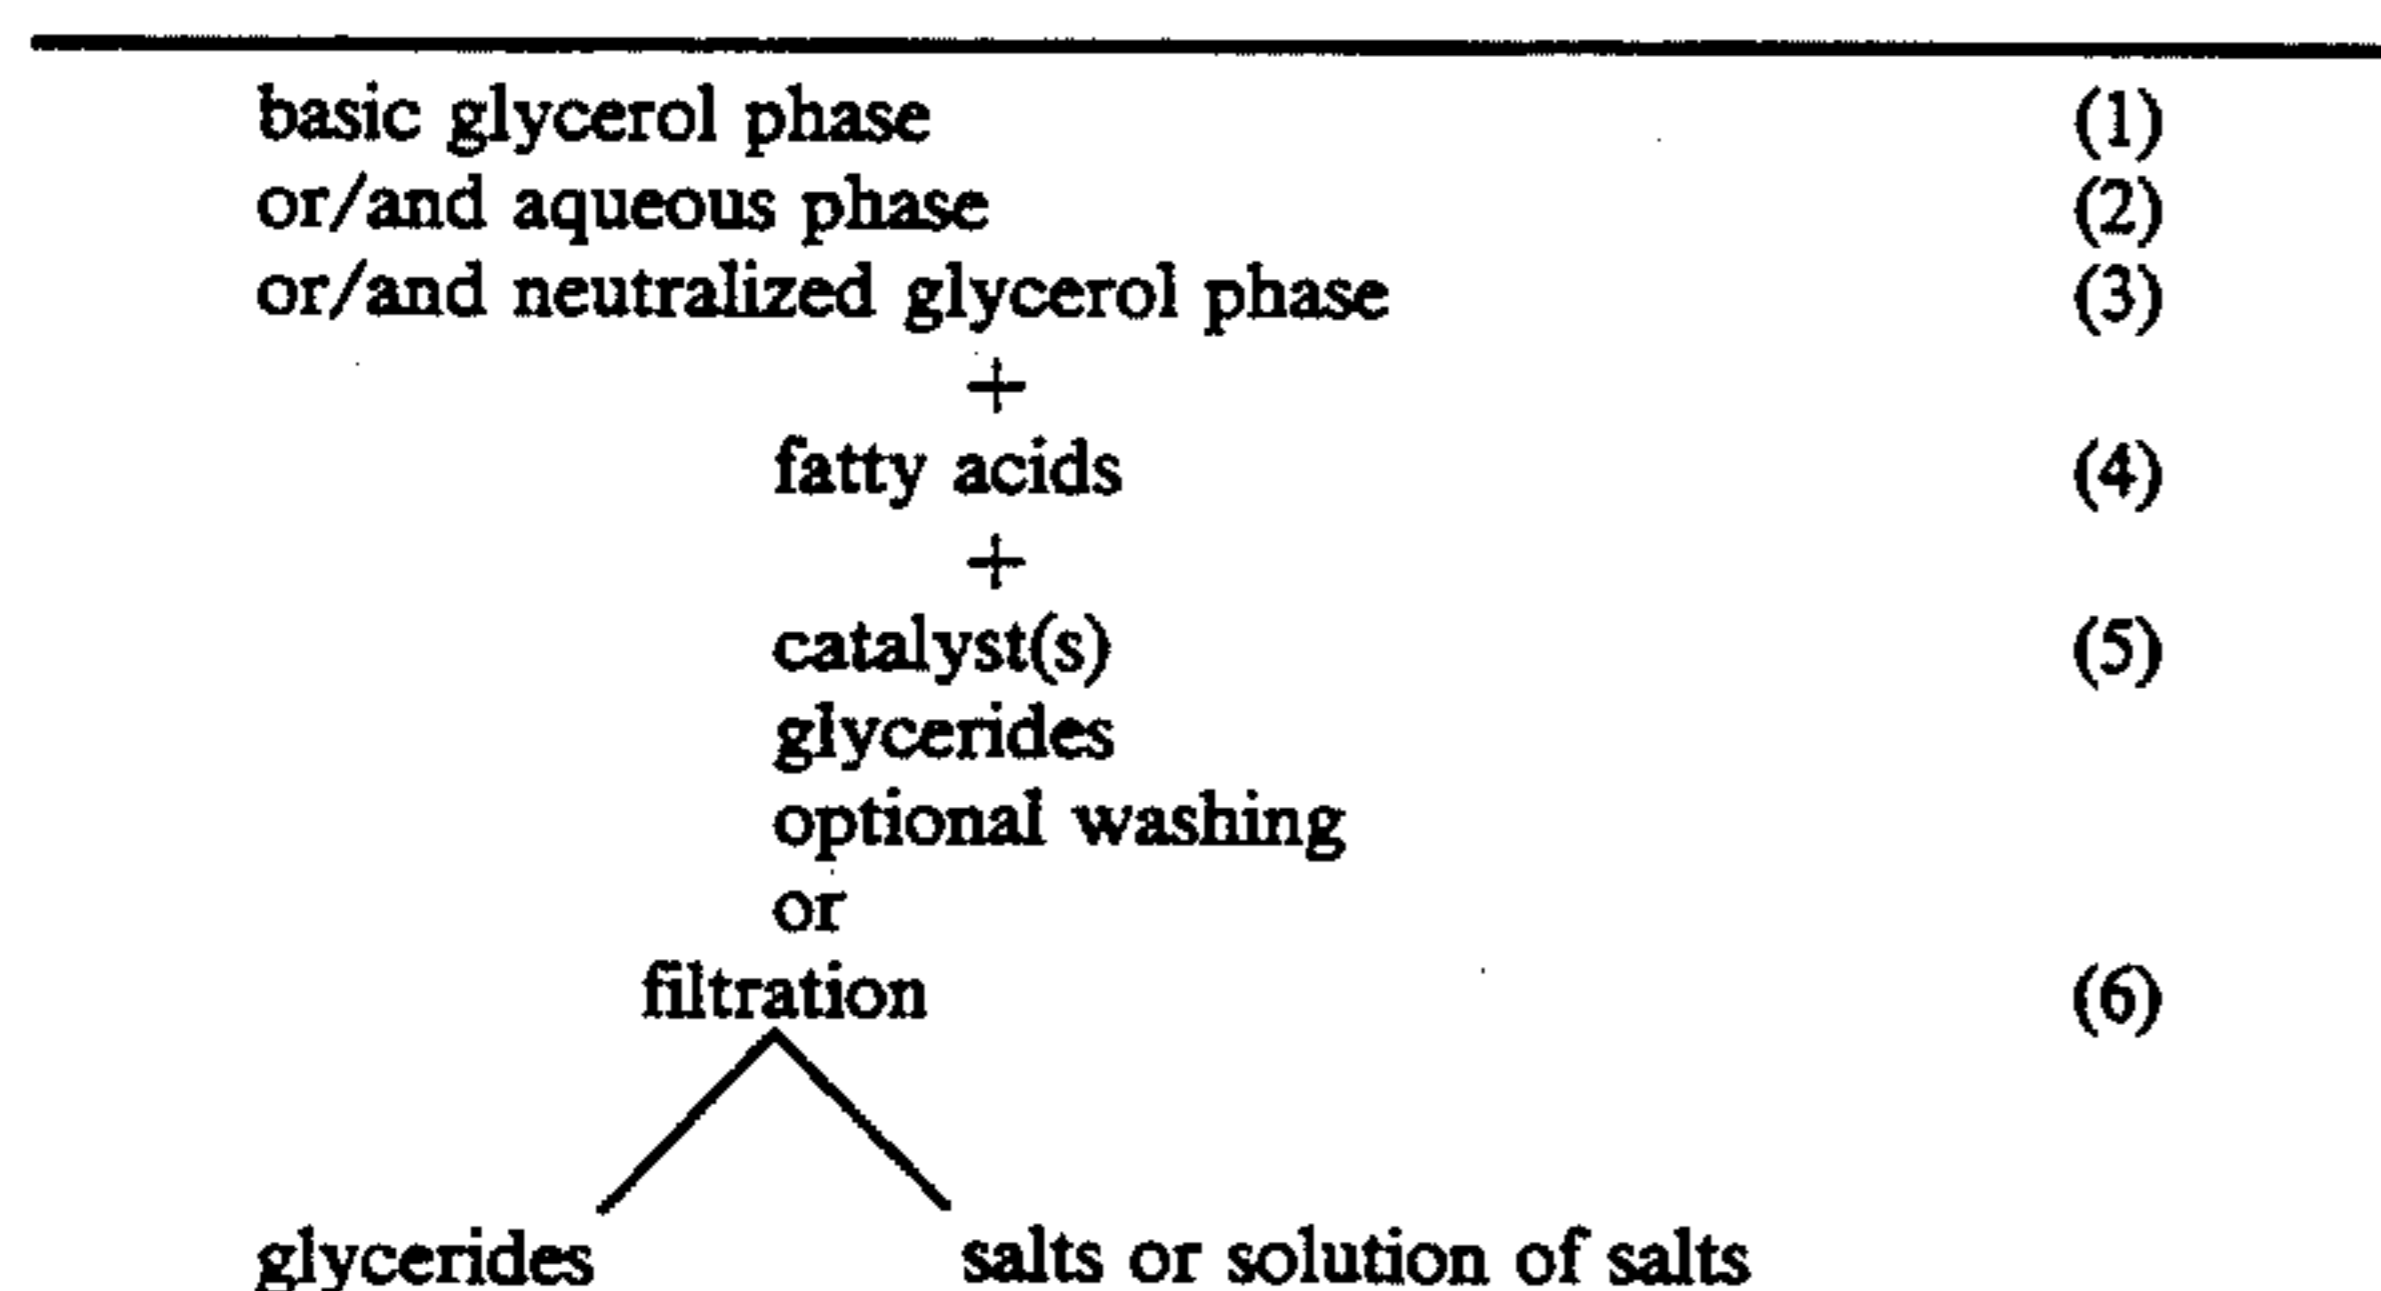 basic glycerol phase (1)
or/and aqueous phase (2)
or/and neutralized glycerol phase (3)
+
fatty acids (4)
+
catalyst(s) (5)
glycerides
optional washing
or
filtration (6)
glycerides salts or solution of salts